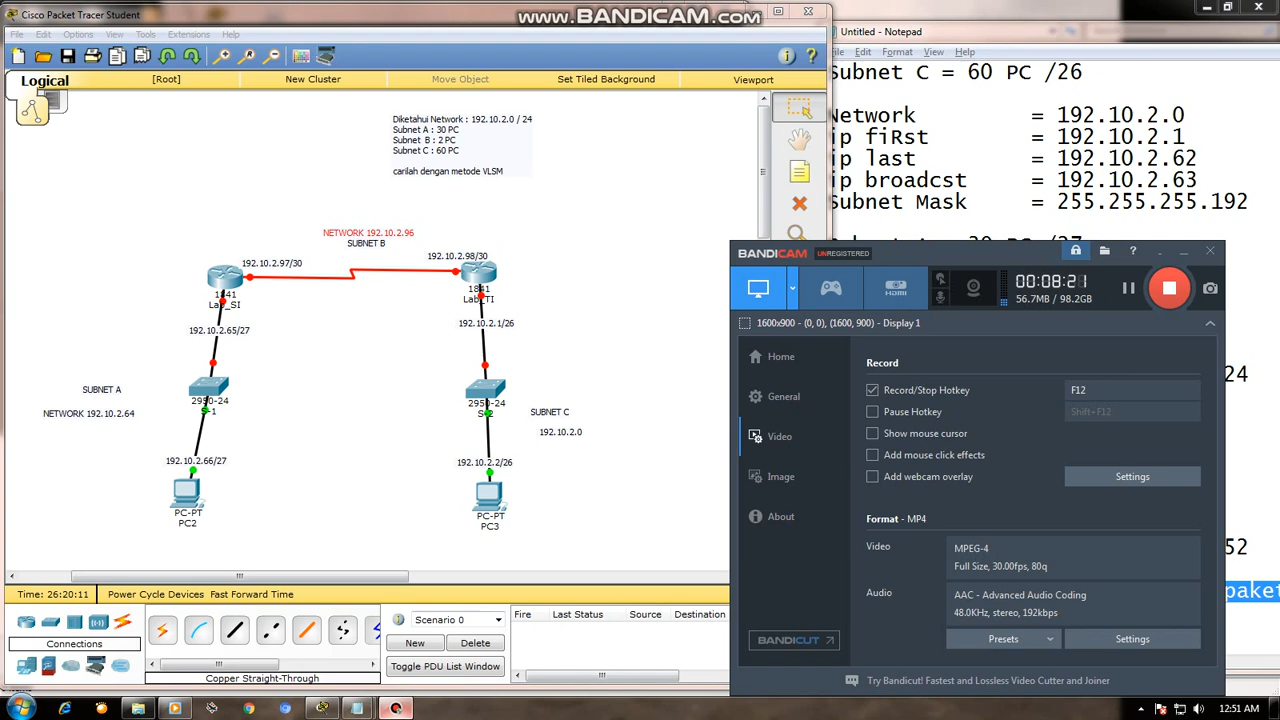 Cisco Packet Tracer Student
www.BANDICAM.com
File Edit Options View Tools Extensions Help
Logical [Root] New Cluster Move Object Set Tiled Background Viewport
Diketahui Network : 192.10.2.0 / 24
Subnet A : 30 PC
Subnet B : 2 PC
Subnet C : 60 PC
carilah dengan metode VLSM
NETWORK 192.10.2.96
SUBNET B
192.10.2.97/30
192.10.2.98/30
1841
Lab_SI
1841
Lab_TI
192.10.2.65/27
192.10.2.1/26
SUBNET A
NETWORK 192.10.2.64
2950-24
S-1
2950-24
SUBNET C
192.10.2.0
192.10.2.66/27
192.10.2.2/26
PC-PT
PC2
PC-PT
PC3
Time: 26:20:11 Power Cycle Devices Fast Forward Time
Connections
Copper Straight-Through
Scenario 0
New Delete
Toggle PDU List Window
Fire Last Status Source Destination
Untitled - Notepad
Edit Format View Help
Subnet C = 60 PC /26
Network = 192.10.2.0
ip fiRst = 192.10.2.1
ip last = 192.10.2.62
ip broadcst = 192.10.2.63
Subnet Mask = 255.255.255.192
24
52
paket
BANDICAM UNREGISTERED
HDMI
00:08:21
56.7MB / 98.2GB
1600x900 - (0, 0), (1600, 900) - Display 1
Home
General
Video
Image
About
BANDICUT
Record
Record/Stop Hotkey F12
Pause Hotkey Shift+F12
Show mouse cursor
Add mouse click effects
Add webcam overlay Settings
Format - MP4
Video MPEG-4
Full Size, 30.00fps, 80q
Audio AAC - Advanced Audio Coding
48.0KHz, stereo, 192kbps
Presets Settings
Try Bandicut! Fastest and Lossless Video Cutter and Joiner
12:51 AM